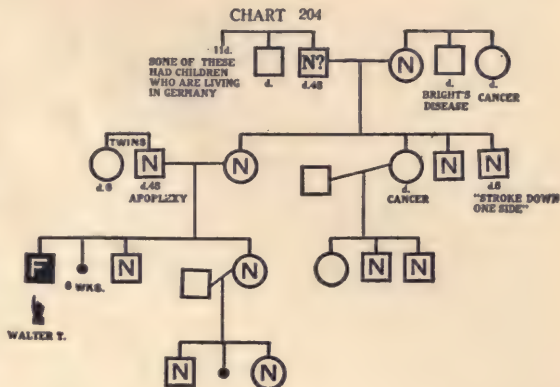 CHART 204
11d.
SOME OF THESE
HAD CHILDREN
WHO ARE LIVING
IN GERMANY
d.
N?
d.48
N
d.
BRIGHT'S
DISEASE
d.
CANCER
TWINS
d.9
N
d.48
APOPLEXY
N
d.
CANCER
N
N
d.6
"STROKE DOWN
ONE SIDE"
F
6 WKS.
N
N
N
N
WALTER T.
N
N